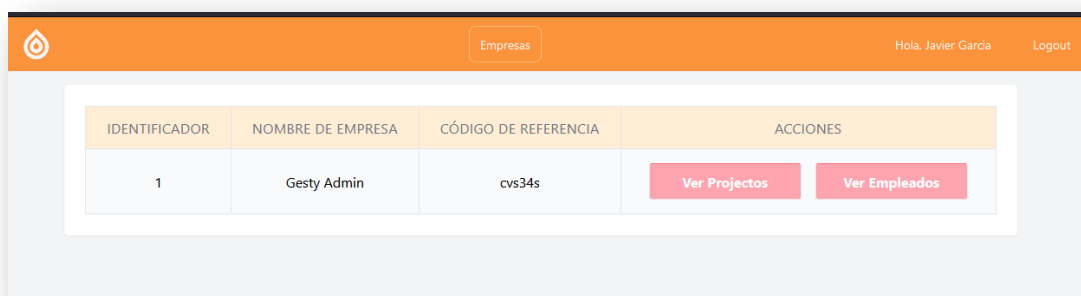 Empresas Hola, Javier Garcia Logout
IDENTIFICADOR NOMBRE DE EMPRESA CÓDIGO DE REFERENCIA ACCIONES
1 Gesty Admin cvs34s Ver Projectos Ver Empleados